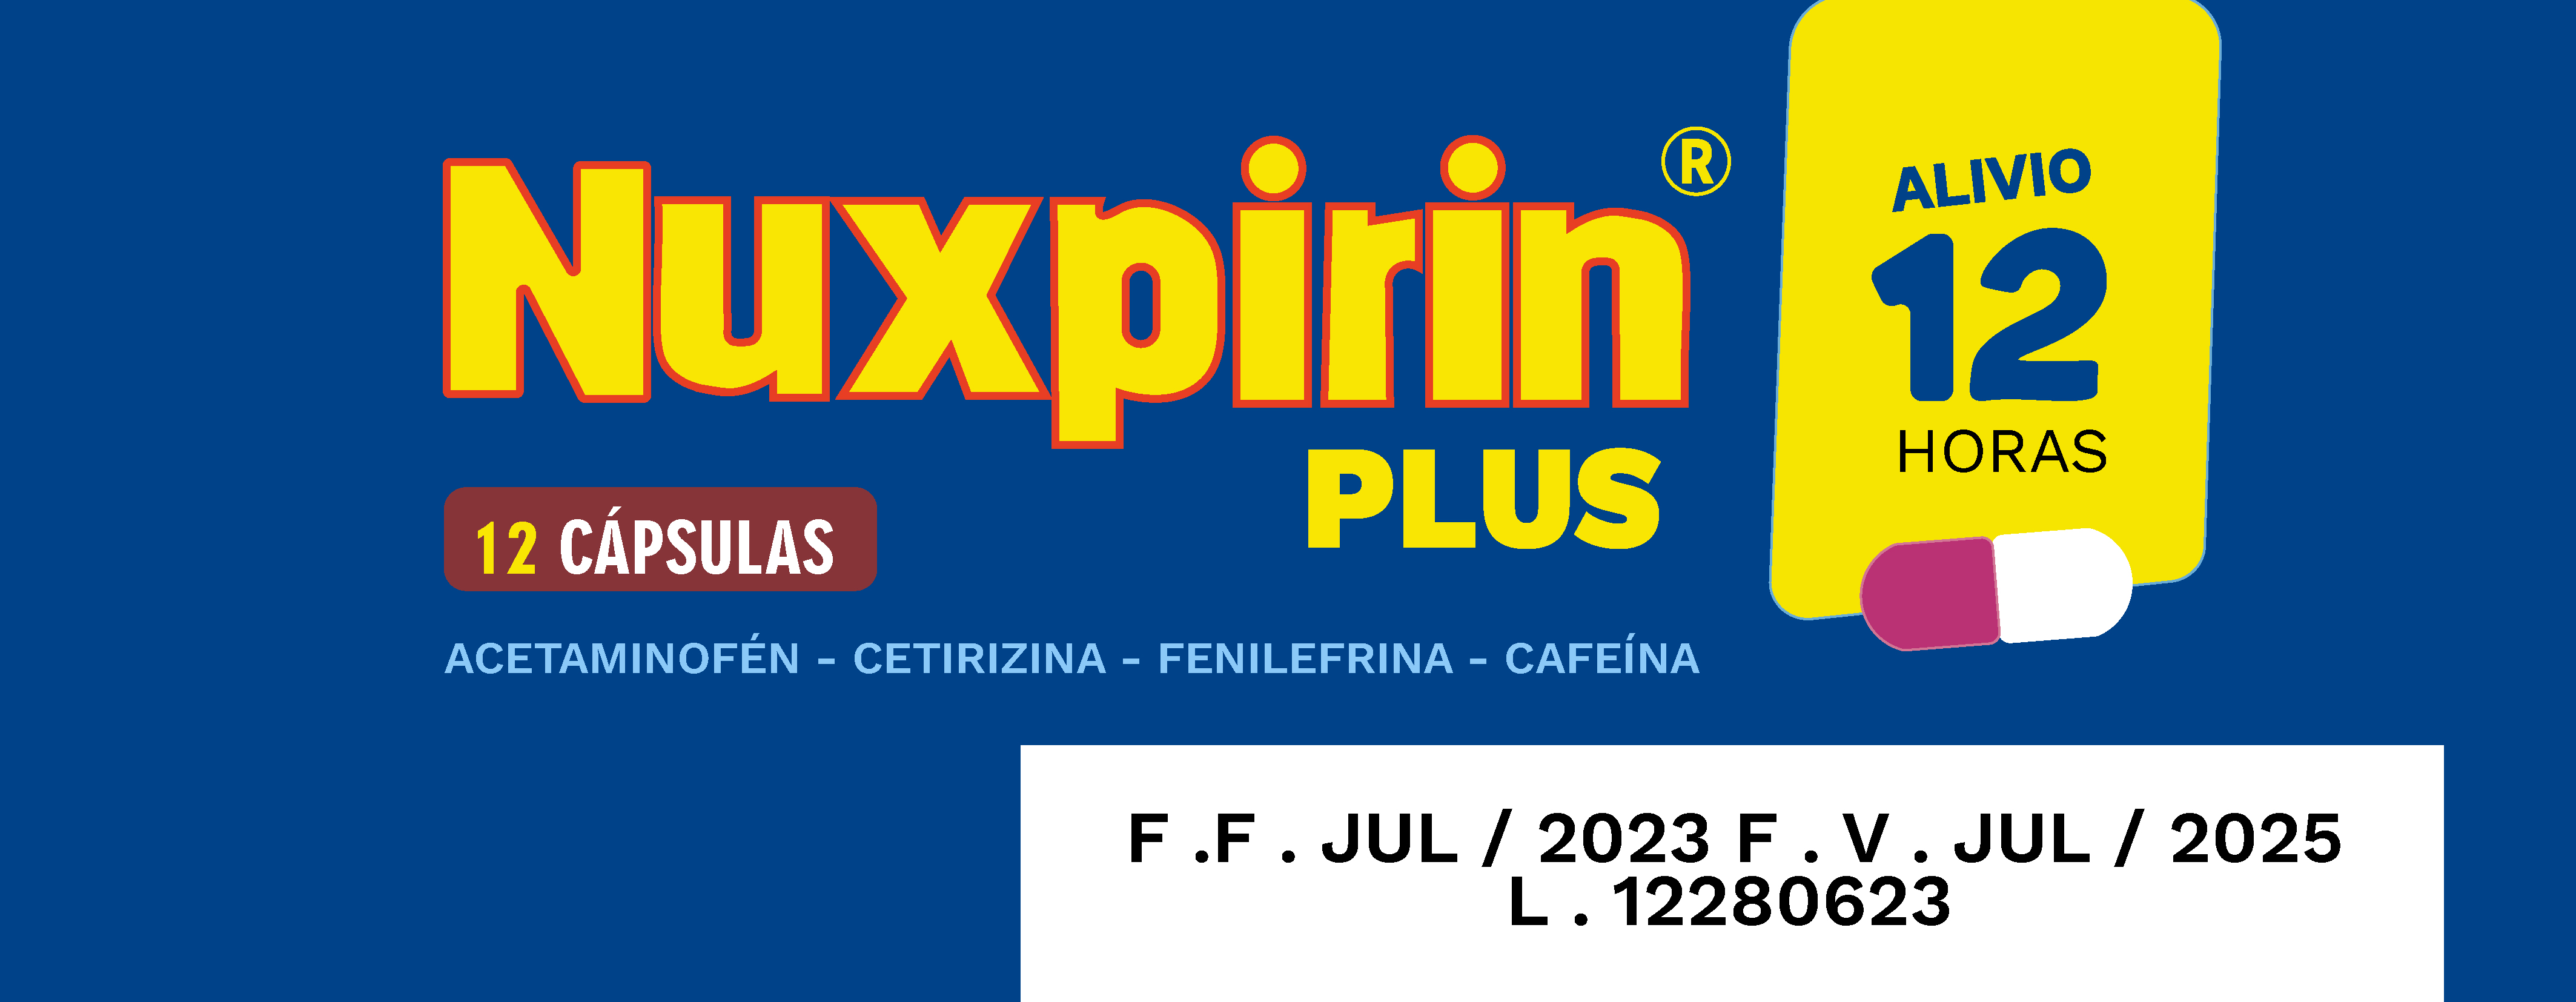 Nuxpirin®
PLUS
ALIVIO
12
HORAS
12 CÁPSULAS
ACETAMINOFÉN - CETIRIZINA - FENILEFRINA - CAFEÍNA
F .F . JUL / 2023 F . V . JUL / 2025
L . 12280623